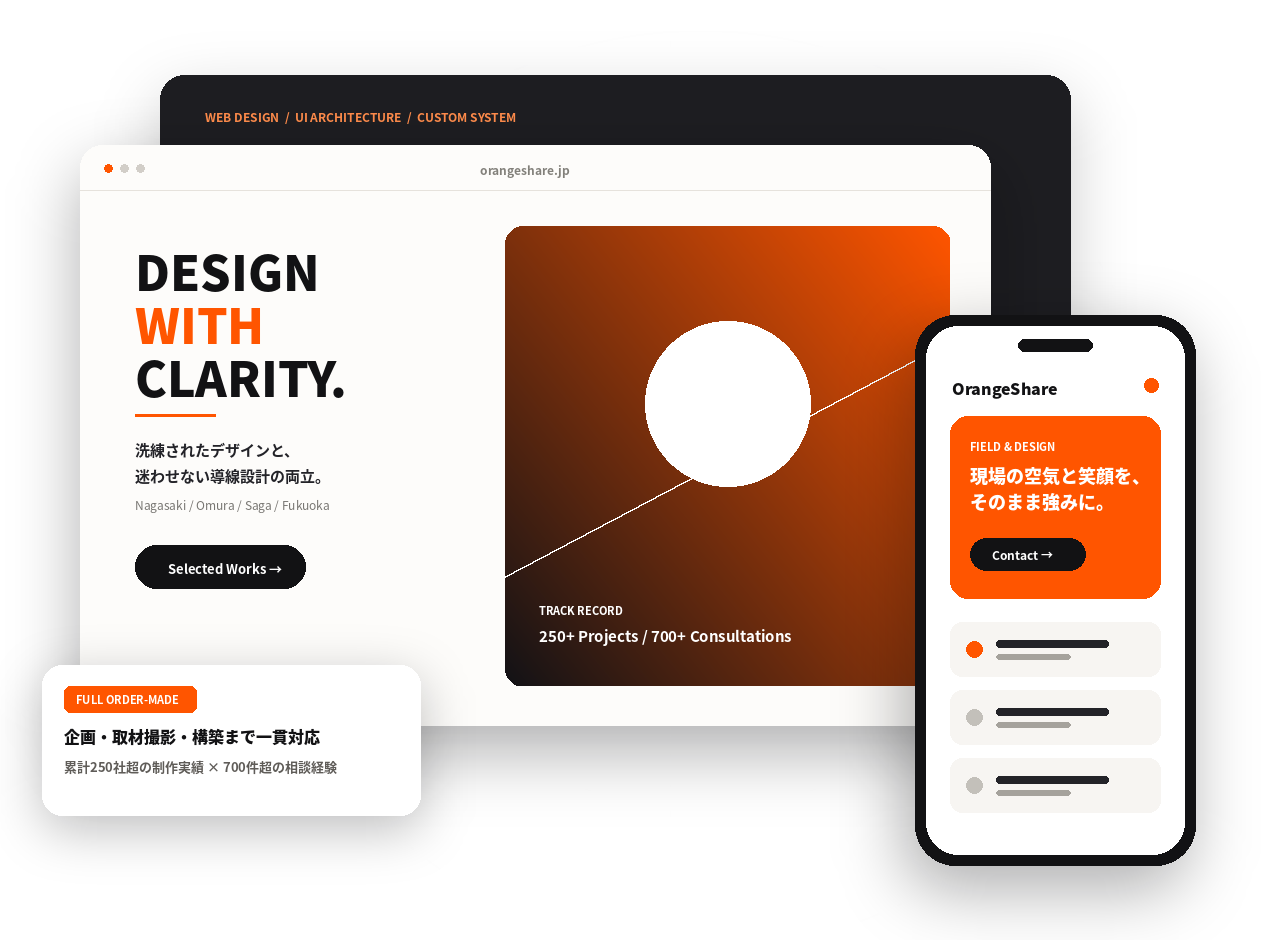 WEB DESIGN / UI ARCHITECTURE / CUSTOM SYSTEM
orangeshare.jp
DESIGN
WITH
CLARITY.
洗練されたデザインと、
迷わせない導線設計の両立。
Nagasaki / Omura / Saga / Fukuoka
Selected Works →
TRACK RECORD
250+ Projects / 700+ Consultations
OrangeShare
FIELD & DESIGN
現場の空気と笑顔を、
そのまま強みに。
Contact →
FULL ORDER-MADE
企画・取材撮影・構築まで一貫対応
累計250社超の制作実績 × 700件超の相談経験